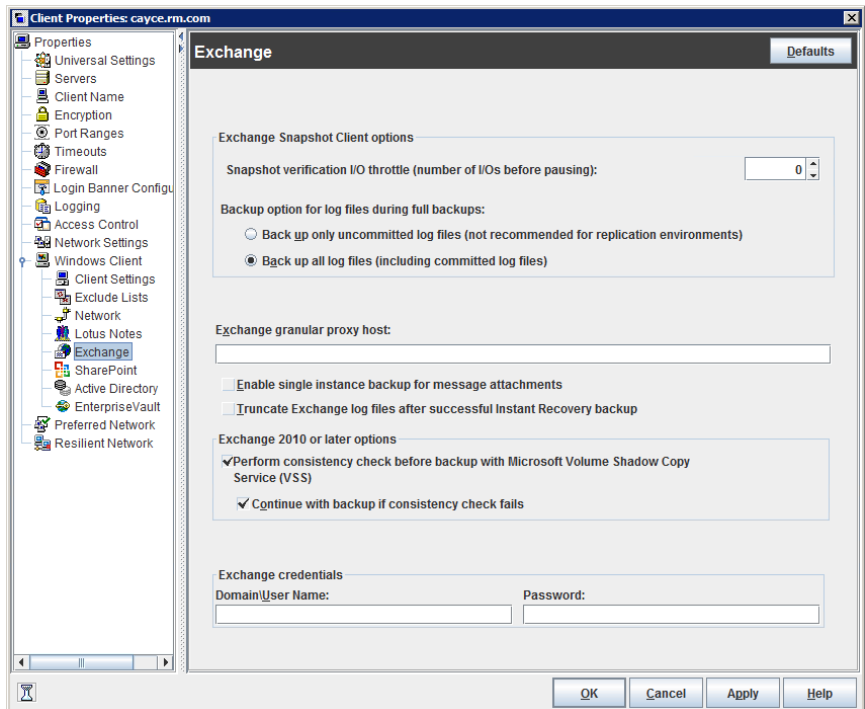 Client Properties: cayce.rm.com
Properties
Universal Settings
Servers
Client Name
Encryption
Port Ranges
Timeouts
Firewall
Login Banner Configu
Logging
Access Control
Network Settings
Windows Client
Client Settings
Exclude Lists
Network
Lotus Notes
Exchange
SharePoint
Active Directory
EnterpriseVault
Preferred Network
Resilient Network
Exchange
Defaults
Exchange Snapshot Client options
Snapshot verification I/O throttle (number of I/Os before pausing):
0
Backup option for log files during full backups:
Back up only uncommitted log files (not recommended for replication environments)
Back up all log files (including committed log files)
Exchange granular proxy host:
Enable single instance backup for message attachments
Truncate Exchange log files after successful Instant Recovery backup
Exchange 2010 or later options
Perform consistency check before backup with Microsoft Volume Shadow Copy
Service (VSS)
Continue with backup if consistency check fails
Exchange credentials
Domain\User Name:
Password:
OK
Cancel
Apply
Help